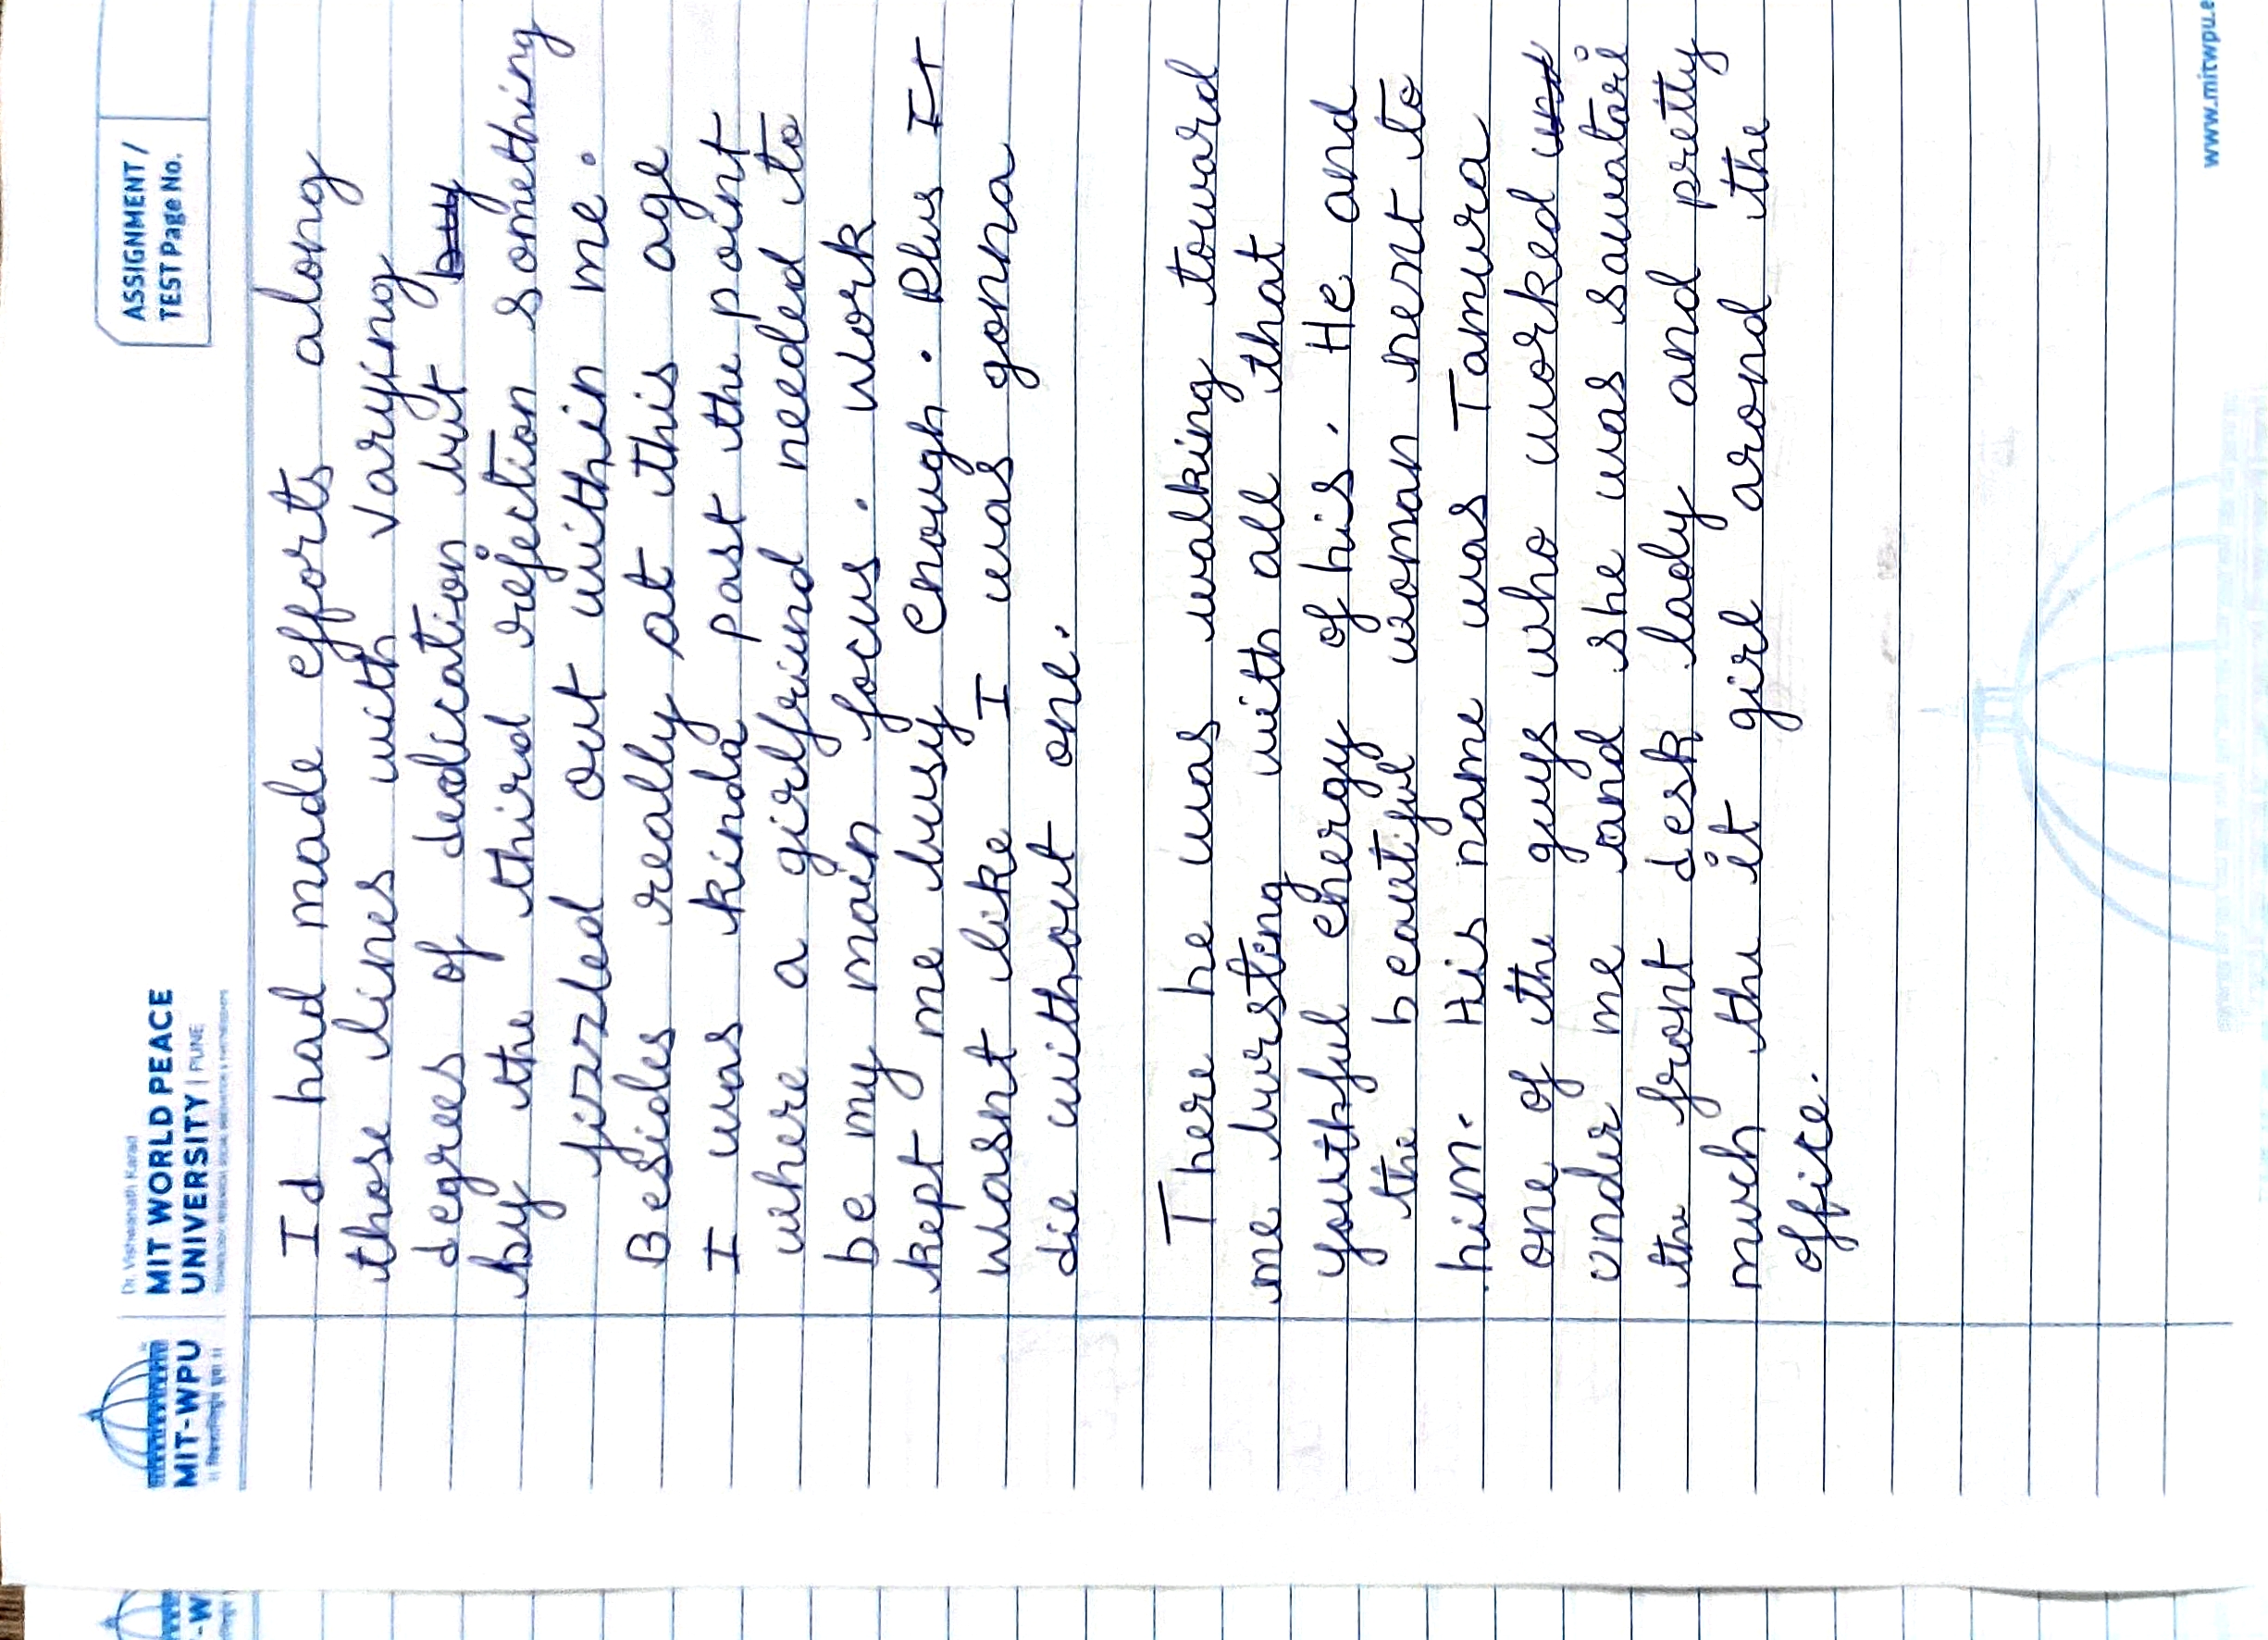 MIT-WPU
Dr. Vishwanath Karad
MIT WORLD PEACE
UNIVERSITY | PUNE
TECHNOLOGY, RESEARCH, SOCIAL INNOVATION & PARTNERSHIPS
ASSIGNMENT /
TEST Page No.
Id had made efforts along
those lines with varying
degrees of dedication but by
by the third rejection something
fizzled out within me.
Besides really at this age
I was kinda past the point
where a girlfriend needed to
be my main focus. Work
kept me busy enough. Plus It
wasnt like I was gonna
die without one.
There he was walking toward
me bursting with all that
youthful energy of his. He and
the beautiful woman next to
him. His name was Tamura
one of the guys who worked und
under me and she was sawatari
the front desk lady and pretty
much the it girl arond the
office.
www.mitwpu.e